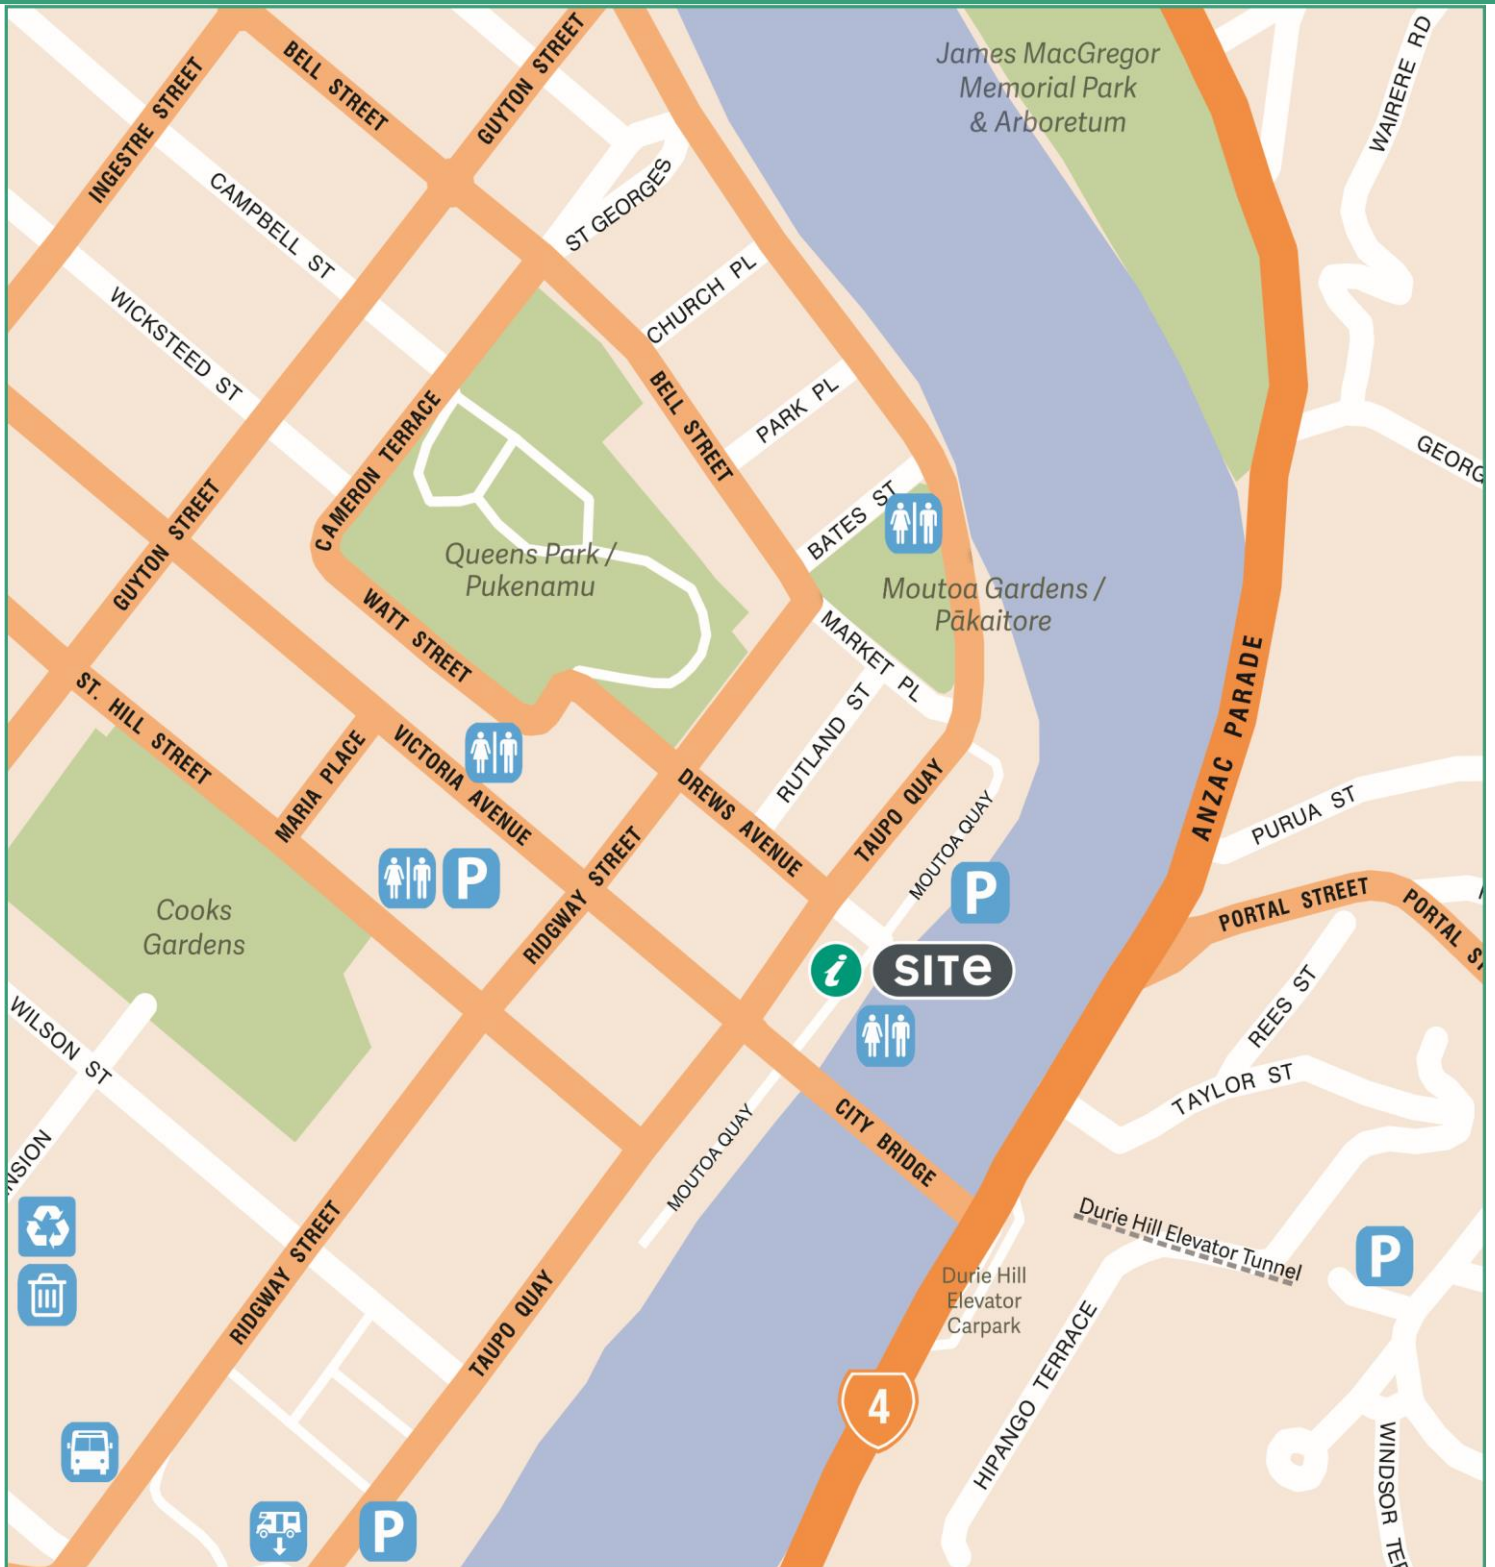 James MacGregor
Memorial Park
& Arboretum
WAIRERE RD
BELL STREET
GUYTON STREET
INGESTRE STREET
ST GEORGES
CAMPBELL ST
CHURCH PL
WICKSTEED ST
PARK PL
BELL STREET
CAMERON TERRACE
GEORG
BATES ST
GUYTON STREET
Queens Park /
Pukenamu
Moutoa Gardens /
Pākaitore
WATT STREET
MARKET PL
ANZAC PARADE
ST. HILL STREET
RUTLAND ST
MARIA PLACE
VICTORIA AVENUE
DREWS AVENUE
TAUPO QUAY
MOUTOA QUAY
PURUA ST
RIDGWAY STREET
P
P
PORTAL STREET
PORTAL ST
Cooks
Gardens
i SITe
REES ST
WILSON ST
TAYLOR ST
MOUTOA QUAY
CITY BRIDGE
NSION
Durie Hill Elevator Tunnel
P
RIDGWAY STREET
TAUPO QUAY
Durie Hill
Elevator
Carpark
HIPANGO TERRACE
4
WINDSOR TER
P